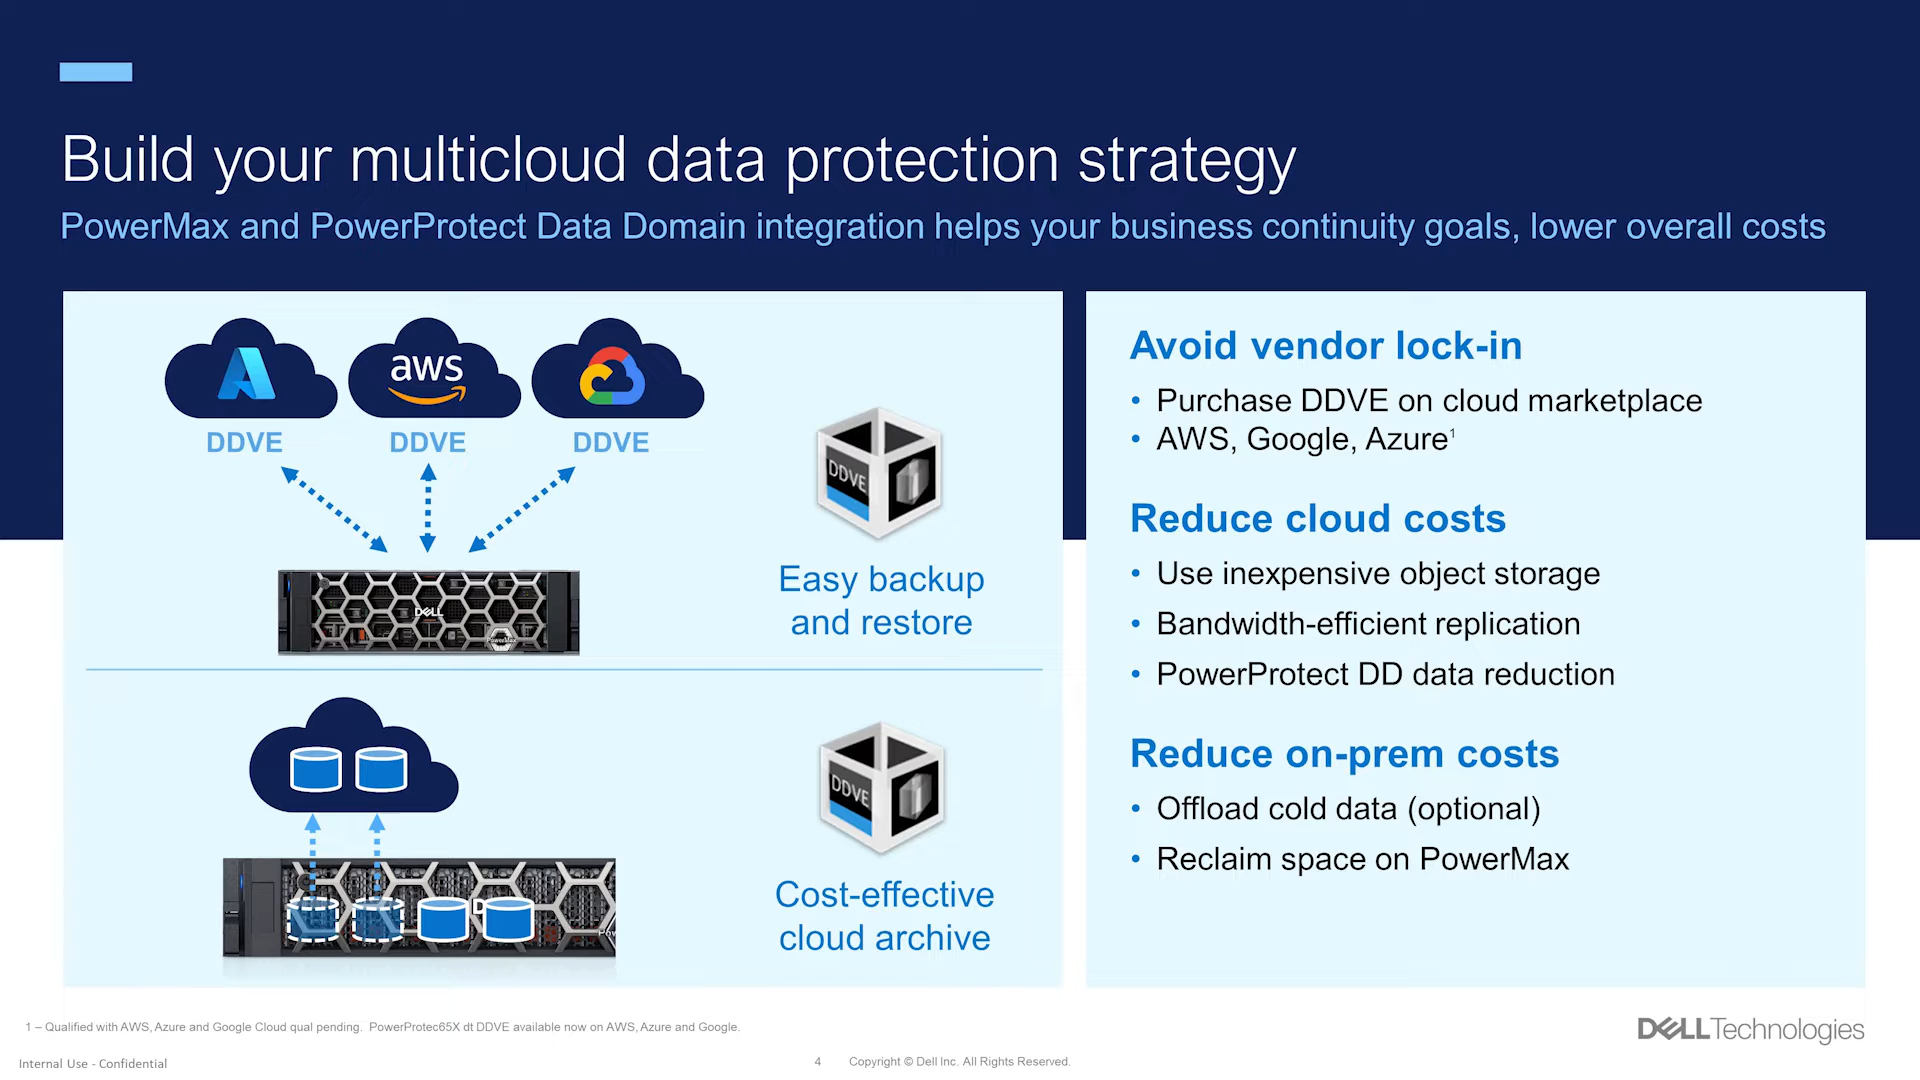 Build your multicloud data protection strategy
PowerMax and PowerProtect Data Domain integration helps your business continuity goals, lower overall costs
aws
DDVE
DDVE
DDVE
DELL
PowerMax
DDVE
Easy backup
and restore
D
Pow
DDVE
Cost-effective
cloud archive
Avoid vendor lock-in
• Purchase DDVE on cloud marketplace
• AWS, Google, Azure¹
Reduce cloud costs
• Use inexpensive object storage
• Bandwidth-efficient replication
• PowerProtect DD data reduction
Reduce on-prem costs
• Offload cold data (optional)
• Reclaim space on PowerMax
1 – Qualified with AWS, Azure and Google Cloud qual pending. PowerProtec65X dt DDVE available now on AWS, Azure and Google.
DELL Technologies
Internal Use - Confidential
4
Copyright © Dell Inc. All Rights Reserved.